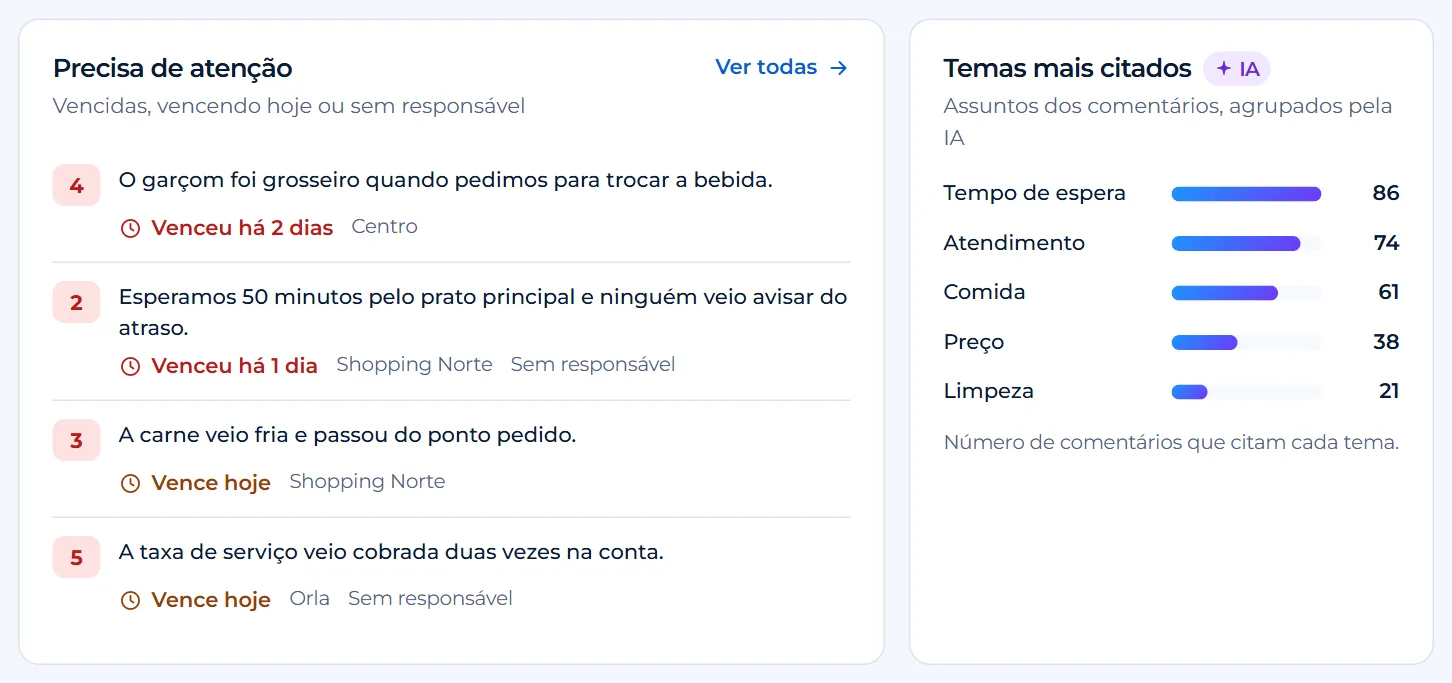 Precisa de atenção
Ver todas →
Vencidas, vencendo hoje ou sem responsável
4
O garçom foi grosseiro quando pedimos para trocar a bebida.
Venceu há 2 dias Centro
2
Esperamos 50 minutos pelo prato principal e ninguém veio avisar do
atraso.
Venceu há 1 dia Shopping Norte Sem responsável
3
A carne veio fria e passou do ponto pedido.
Vence hoje Shopping Norte
5
A taxa de serviço veio cobrada duas vezes na conta.
Vence hoje Orla Sem responsável
Temas mais citados IA
Assuntos dos comentários, agrupados pela
IA
Tempo de espera 86
Atendimento 74
Comida 61
Preço 38
Limpeza 21
Número de comentários que citam cada tema.